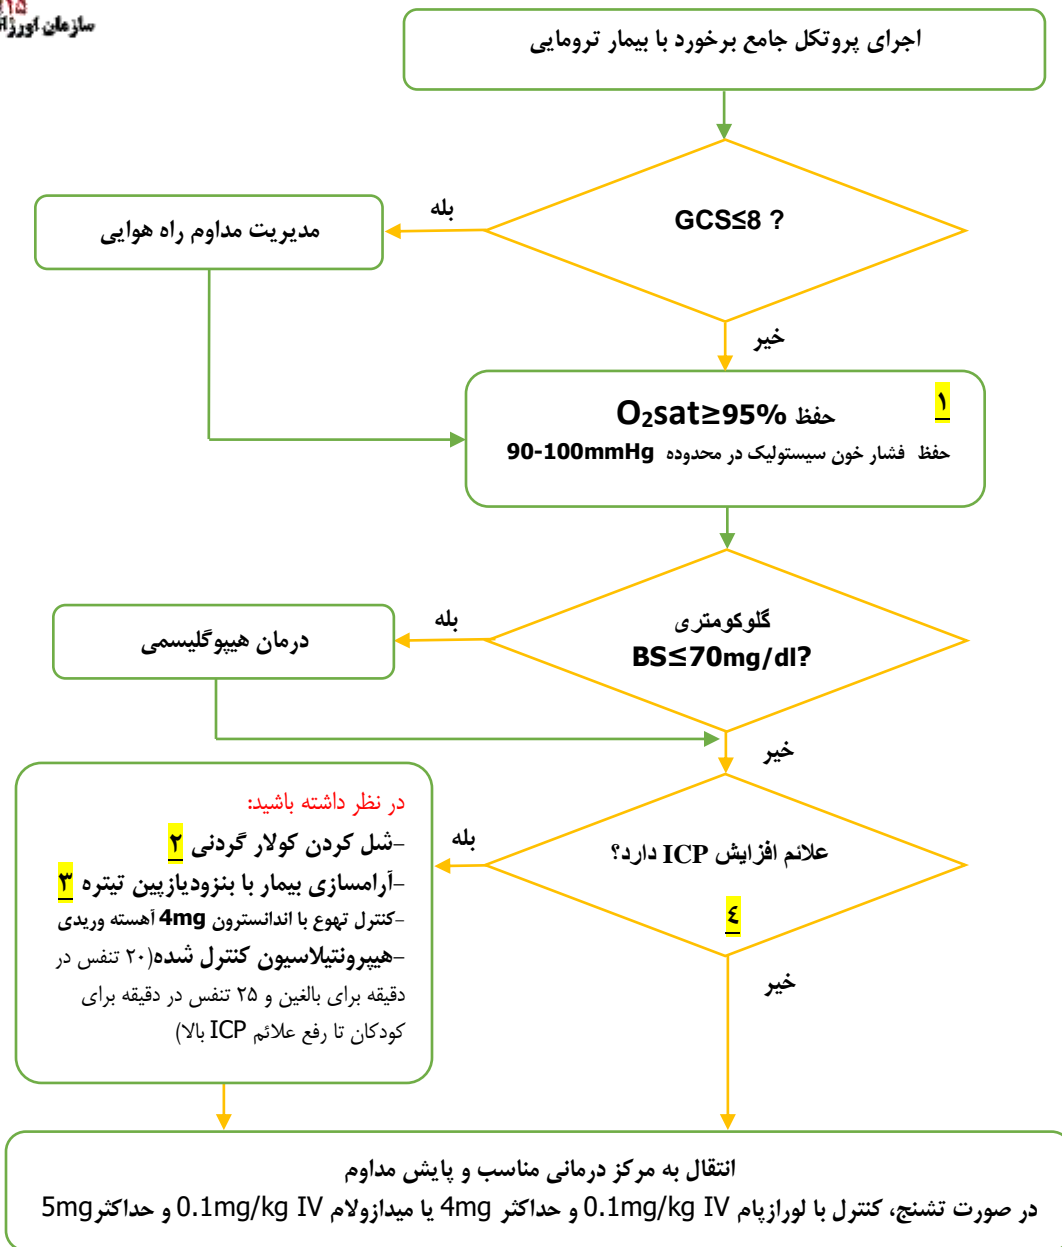 ۱۱۵
سازمان اورژا
اجرای پروتکل جامع برخورد با بیمار ترومایی
GCS≤8 ?
بله
مدیریت مداوم راه هوایی
خیر
۱
حفظ O₂sat≥95%
حفظ فشار خون سیستولیک در محدوده 90-100mmHg
گلوکومتری
BS≤70mg/dl?
بله
درمان هیپوگلیسمی
خیر
علائم افزایش ICP دارد؟
٤
بله
در نظر داشته باشید:
-شل کردن کولار گردنی ۲
-آرامسازی بیمار با بنزودیازپین تیتره ۳
-کنترل تهوع با اندانسترون 4mg آهسته وریدی
-هیپرونتیلاسیون کنترل شده(۲۰ تنفس در
دقیقه برای بالغین و ۲۵ تنفس در دقیقه برای
کودکان تا رفع علائم ICP بالا)
خیر
انتقال به مرکز درمانی مناسب و پایش مداوم
در صورت تشنج، کنترل با لورازپام 0.1mg/kg IV و حداکثر 4mg یا میدازولام 0.1mg/kg IV و حداکثر5mg